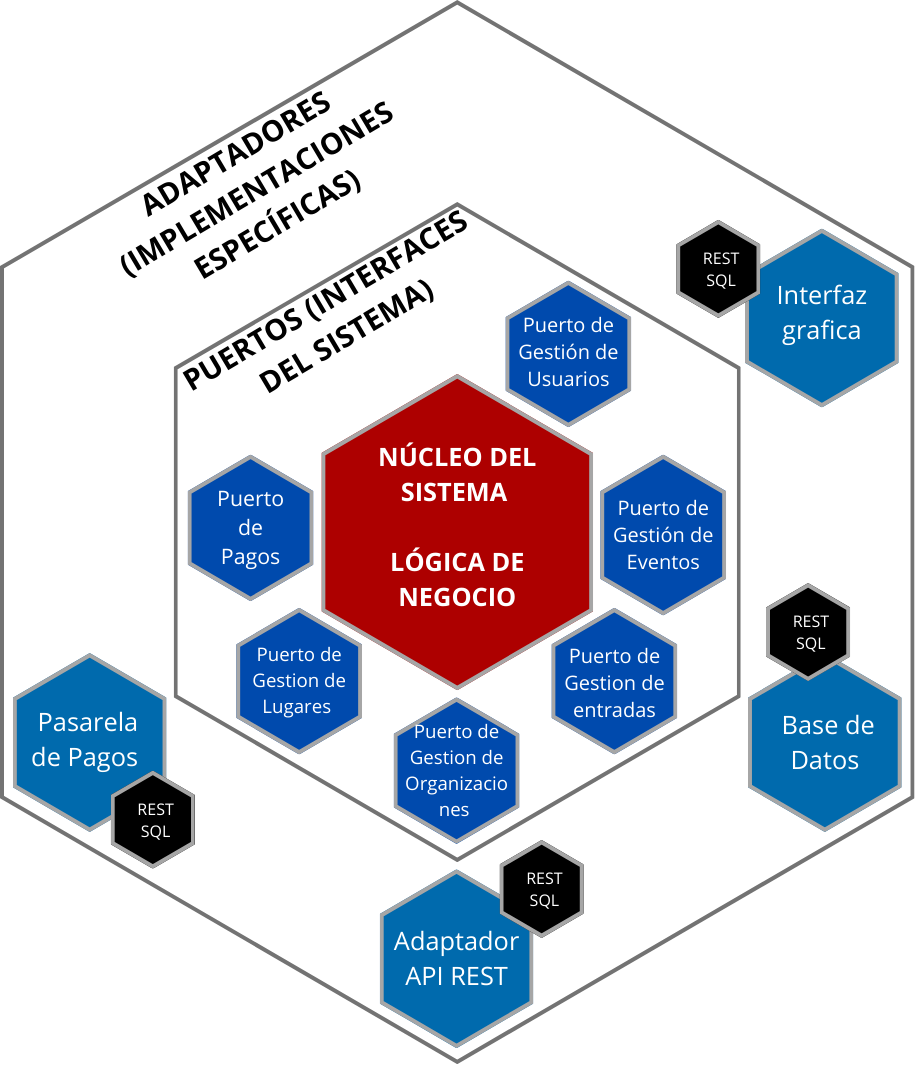 ADAPTADORES
(IMPLEMENTACIONES
ESPECÍFICAS)
PUERTOS (INTERFACES
DEL SISTEMA)
REST
SQL
Interfaz
grafica
Puerto de
Gestión de
Usuarios
NÚCLEO DEL
SISTEMA
LÓGICA DE
NEGOCIO
Puerto
de
Pagos
Puerto de
Gestión de
Eventos
Puerto de
Gestion de
Lugares
Puerto de
Gestion de
entradas
Puerto de
Gestion de
Organizacio
nes
REST
SQL
Base de
Datos
Pasarela
de Pagos
REST
SQL
REST
SQL
Adaptador
API REST